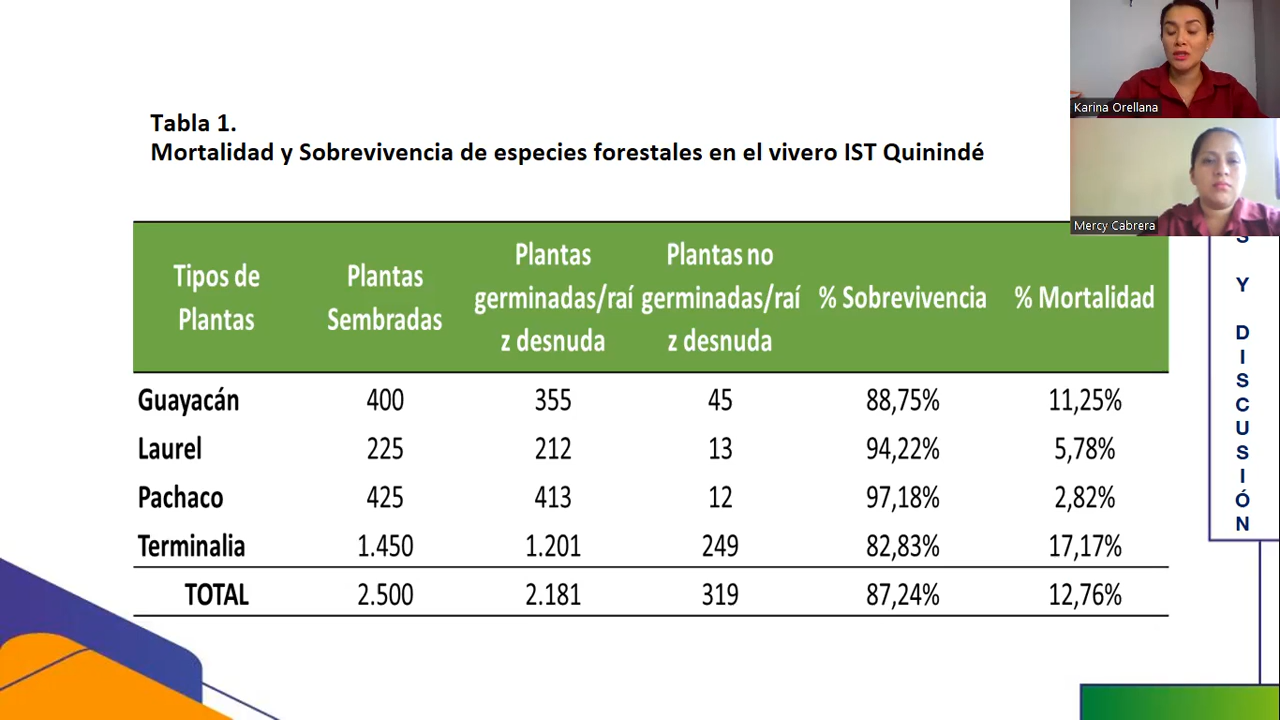 Tabla 1.
Mortalidad y Sobrevivencia de especies forestales en el vivero IST Quinindé
Karina Orellana
Mercy Cabrera
Tipos de
Plantas
Plantas
Sembradas
Plantas
germinadas/raí
z desnuda
Plantas no
germinadas/raí
z desnuda
% Sobrevivencia
% Mortalidad
Guayacán 400 355 45 88,75% 11,25%
Laurel 225 212 13 94,22% 5,78%
Pachaco 425 413 12 97,18% 2,82%
Terminalia 1.450 1.201 249 82,83% 17,17%
TOTAL 2.500 2.181 319 87,24% 12,76%
S
Y
D
I
S
C
U
S
I
Ó
N